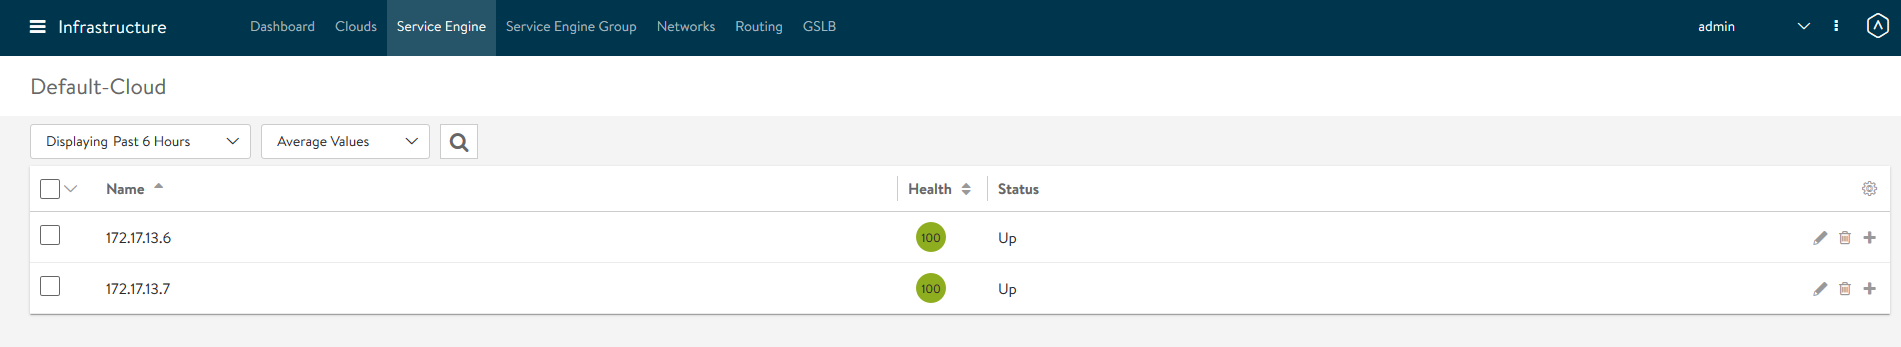 Infrastructure Dashboard Clouds Service Engine Service Engine Group Networks Routing GSLB admin
Default-Cloud
Displaying Past 6 Hours Average Values
Name Health Status
172.17.13.6 100 Up
172.17.13.7 100 Up